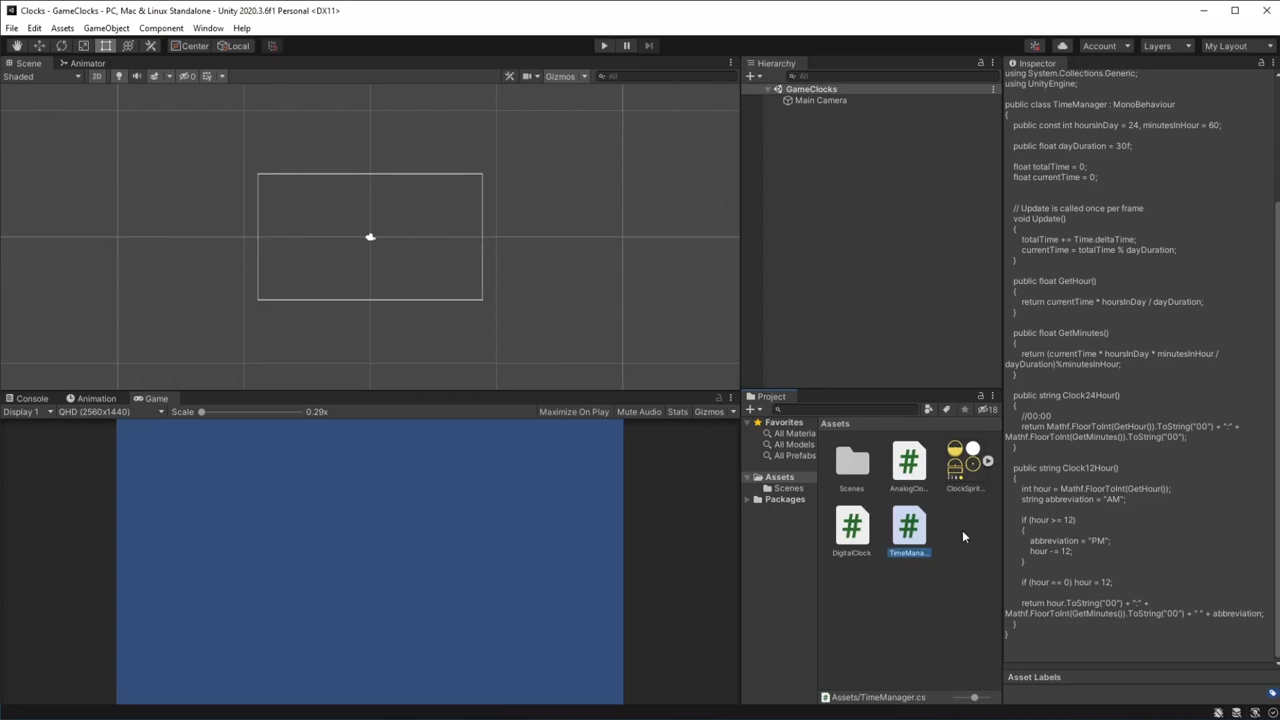 Clocks - GameClocks - PC, Mac & Linux Standalone - Unity 2020.3.6f1 Personal <DX11>
File Edit Assets GameObject Component Window Help
Center Local
Account Layers My Layout
Scene Animator
Shaded 2D 0 Gizmos All
Hierarchy
All
GameClocks
Main Camera
Console Animation Game
Display 1 QHD (2560x1440) Scale 0.29x Maximize On Play Mute Audio Stats Gizmos
Project
18
Favorites
All Materia
All Models
All Prefabs
Assets
Scenes
Packages
Assets
Scenes AnalogClo... ClockSprit...
DigitalClock TimeMana...
Assets/TimeManager.cs
Inspector
using System.Collections.Generic;
using UnityEngine;
public class TimeManager : MonoBehaviour
{
public const int hoursInDay = 24, minutesInHour = 60;
public float dayDuration = 30f;
float totalTime = 0;
float currentTime = 0;
// Update is called once per frame
void Update()
{
totalTime += Time.deltaTime;
currentTime = totalTime % dayDuration;
}
public float GetHour()
{
return currentTime * hoursInDay / dayDuration;
}
public float GetMinutes()
{
return (currentTime * hoursInDay * minutesInHour /
dayDuration)%minutesInHour;
}
public string Clock24Hour()
{
//00:00
return Mathf.FloorToInt(GetHour()).ToString("00") + ":" +
Mathf.FloorToInt(GetMinutes()).ToString("00");
}
public string Clock12Hour()
{
int hour = Mathf.FloorToInt(GetHour());
string abbreviation = "AM";
if (hour >= 12)
{
abbreviation = "PM";
hour -= 12;
}
if (hour == 0) hour = 12;
return hour.ToString("00") + ":" +
Mathf.FloorToInt(GetMinutes()).ToString("00") + " " + abbreviation;
}
}
Asset Labels